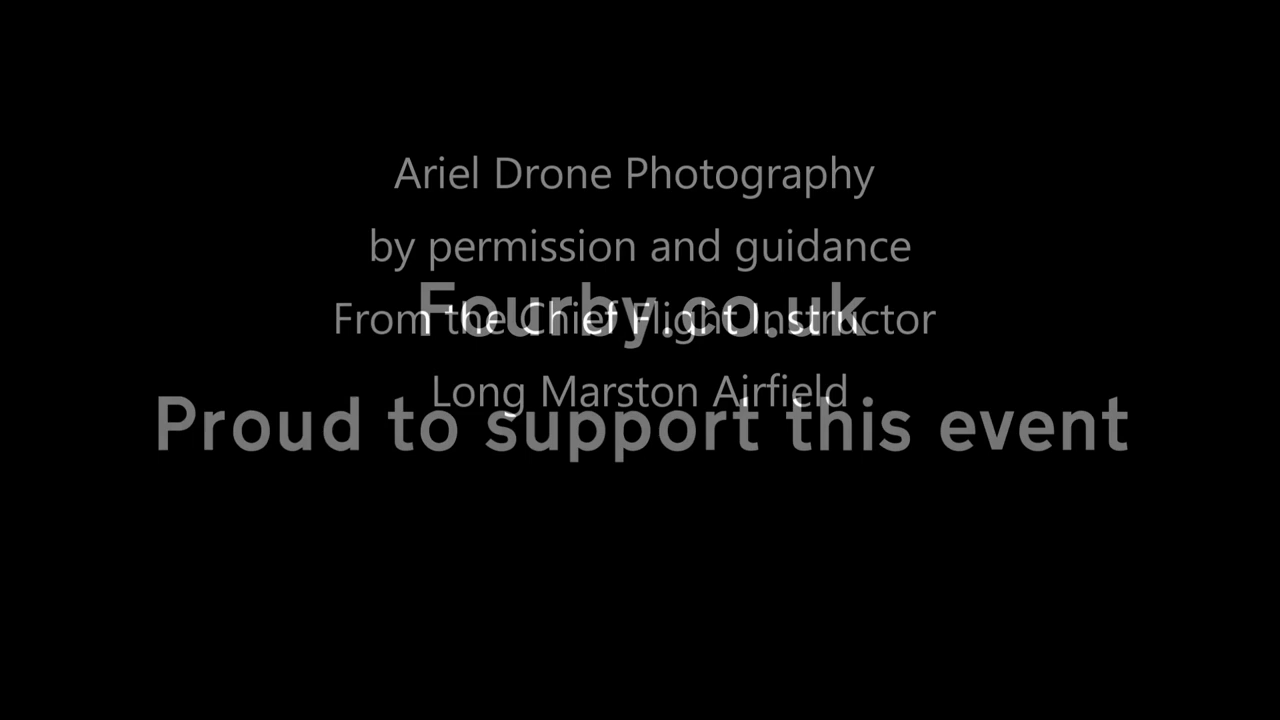 Ariel Drone Photography
by permission and guidance
From the Chief Flight Instructor
Long Marston Airfield
Fourby.co.uk
Proud to support this event